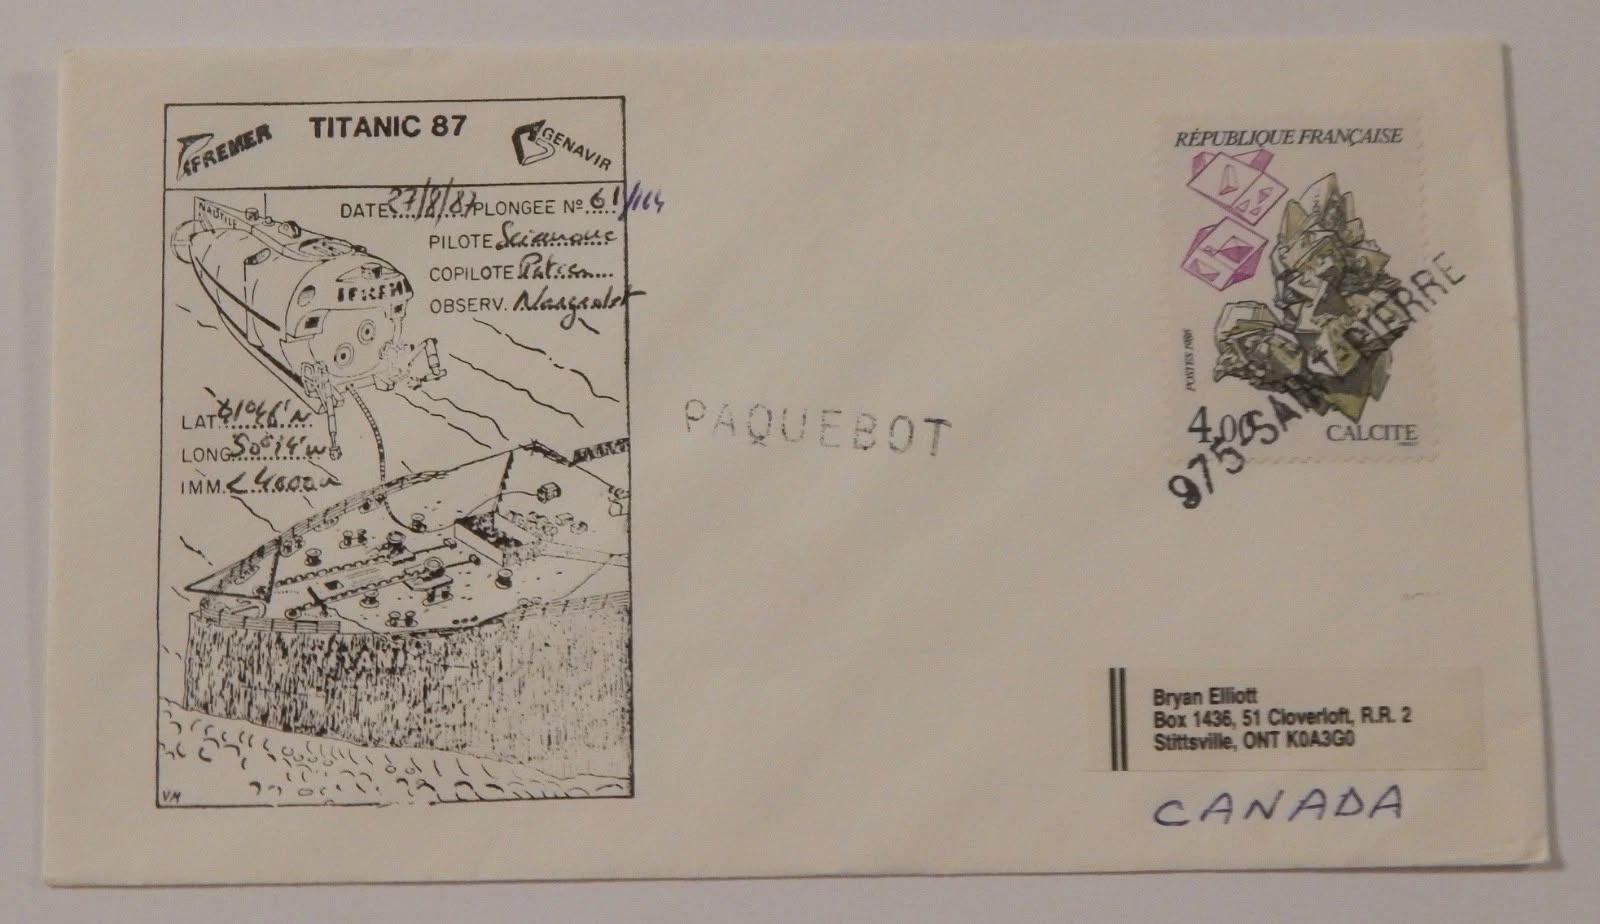 IFREMER
TITANIC 87
GENAVIR
NAUTILE
DATE 27/8/87 PLONGEE Nº 61/164
PILOTE
COPILOTE
OBSERV. Nargeolet
IFREM
LAT.
LONG
IMM.
VM
PAQUEBOT
RÉPUBLIQUE FRANÇAISE
POSTES 1986
4,00
CALCITE
975 SAINT PIERRE
Bryan Elliott
Box 1436, 51 Cloverloft, R.R. 2
Stittsville, ONT K0A3G0
CANADA